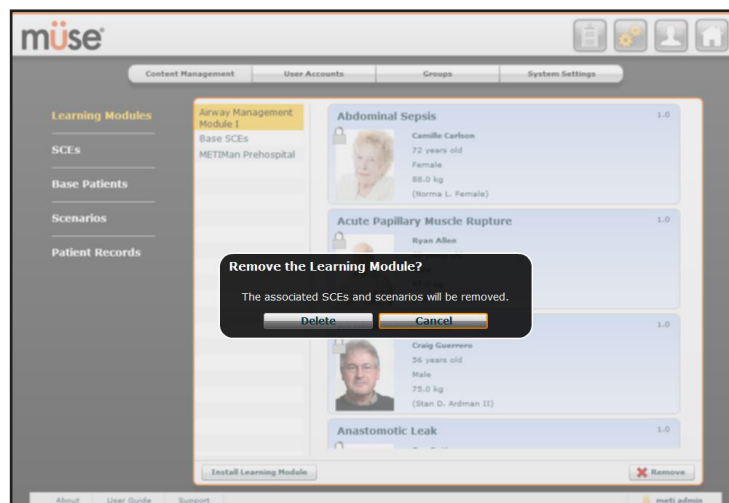 müse
Content Management
User Accounts
Groups
System Settings
Learning Modules
SCEs
Base Patients
Scenarios
Patient Records
Airway Management
Module I
Base SCEs
METIMan Prehospital
Abdominal Sepsis 1.0
Camille Carlson
72 years old
Female
88.0 kg
(Norma L. Female)
Acute Papillary Muscle Rupture 1.0
Ryan Allen
Remove the Learning Module?
The associated SCEs and scenarios will be removed.
Delete
Cancel
1.0
Craig Guerrero
56 years old
Male
75.0 kg
(Stan D. Ardman II)
Anastomotic Leak 1.0
Install Learning Module
Remove
About
User Guide
Support
meti admin